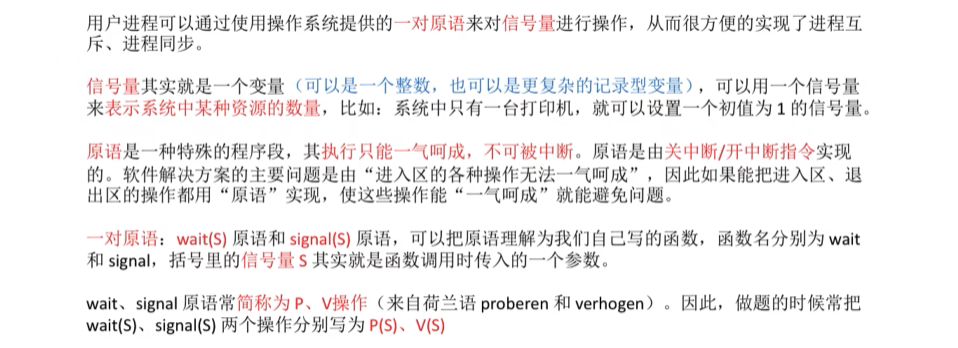 用户进程可以通过使用操作系统提供的一对原语来对信号量进行操作，从而很方便的实现了进程互
斥、进程同步。
信号量其实就是一个变量（可以是一个整数，也可以是更复杂的记录型变量），可以用一个信号量
来表示系统中某种资源的数量，比如：系统中只有一台打印机，就可以设置一个初值为 1 的信号量。
原语是一种特殊的程序段，其执行只能一气呵成，不可被中断。原语是由关中断/开中断指令实现
的。软件解决方案的主要问题是由“进入区的各种操作无法一气呵成”，因此如果能把进入区、退
出区的操作都用“原语”实现，使这些操作能“一气呵成”就能避免问题。
一对原语：wait(S) 原语和 signal(S) 原语，可以把原语理解为我们自己写的函数，函数名分别为 wait
和 signal，括号里的信号量 S 其实就是函数调用时传入的一个参数。
wait、signal 原语常简称为 P、V操作（来自荷兰语 proberen 和 verhogen）。因此，做题的时候常把
wait(S)、signal(S) 两个操作分别写为 P(S)、V(S)